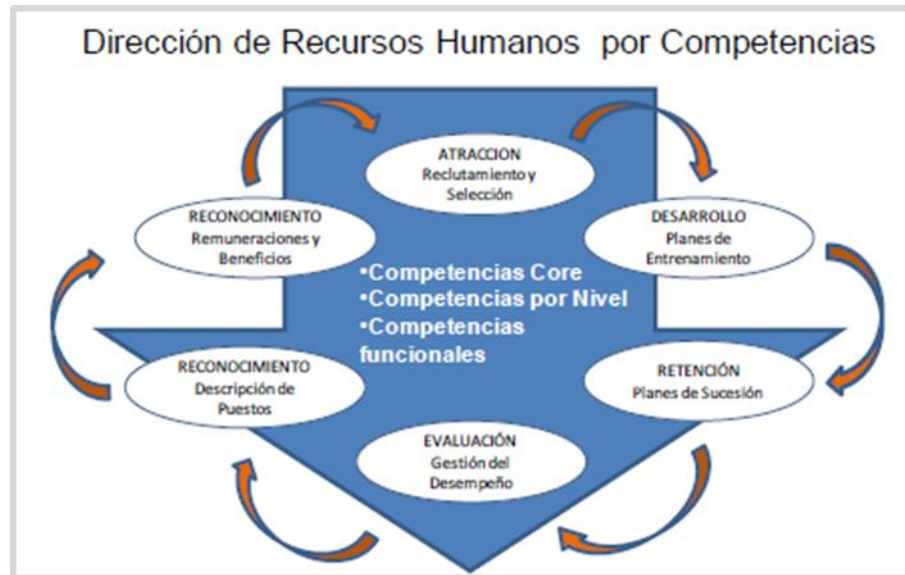 Dirección de Recursos Humanos por Competencias
ATRACCION
Reclutamiento y
Selección
RECONOCIMIENTO
Remuneraciones y
Beneficios
DESARROLLO
Planes de
Entrenamiento
•Competencias Core
•Competencias por Nivel
•Competencias
funcionales
RECONOCIMIENTO
Descripción de
Puestos
RETENCIÓN
Planes de Sucesión
EVALUACIÓN
Gestión del
Desempeño